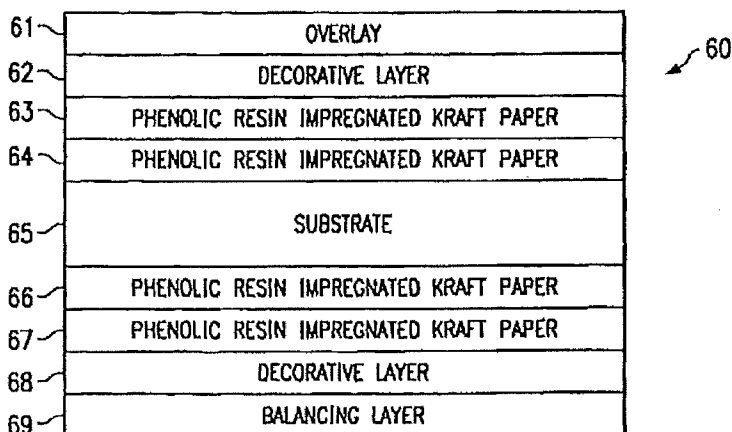 61 OVERLAY
60
62 DECORATIVE LAYER
63 PHENOLIC RESIN IMPREGNATED KRAFT PAPER
64 PHENOLIC RESIN IMPREGNATED KRAFT PAPER
65 SUBSTRATE
66 PHENOLIC RESIN IMPREGNATED KRAFT PAPER
67 PHENOLIC RESIN IMPREGNATED KRAFT PAPER
68 DECORATIVE LAYER
69 BALANCING LAYER